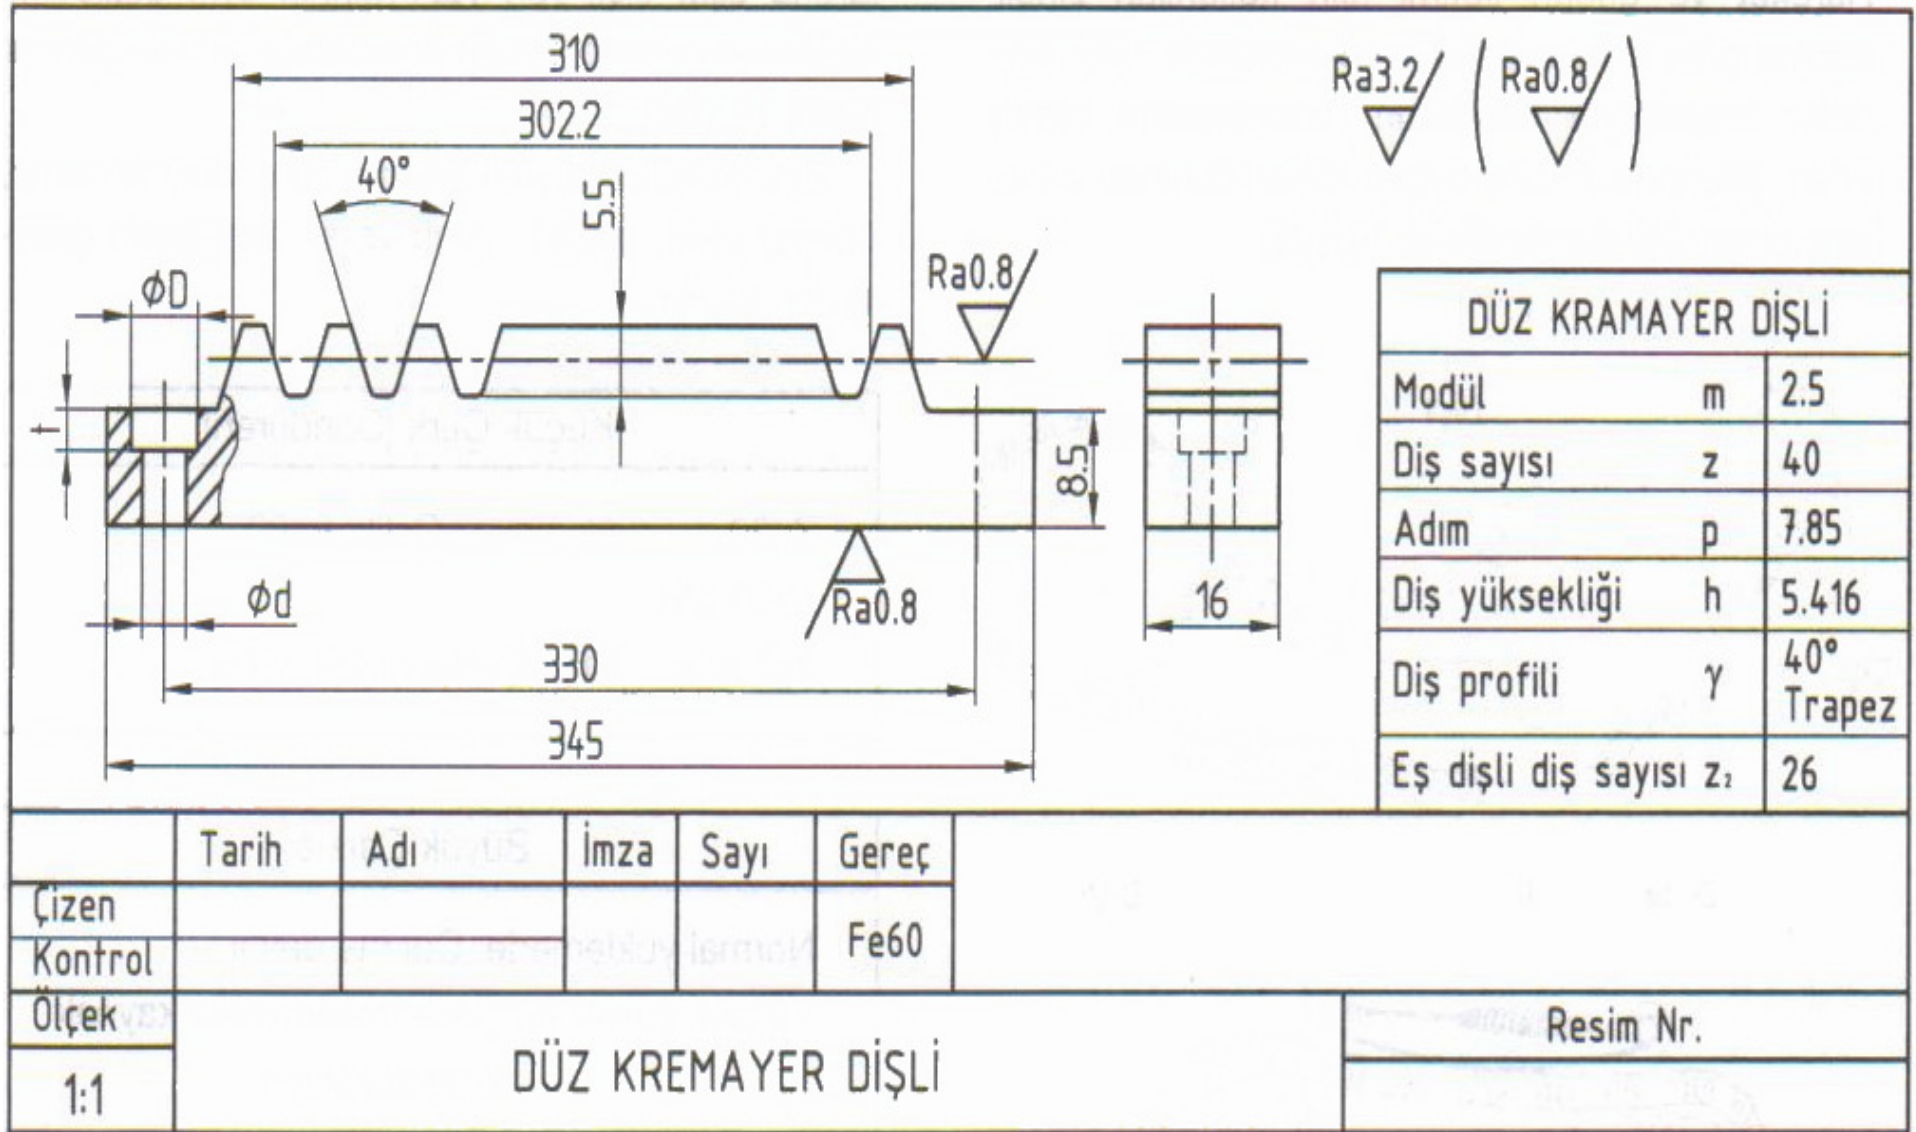 310
302.2
40°
5.5
Ra3.2 ( Ra0.8 )
Ra0.8
ϕD
t
8.5
ϕd
Ra0.8
16
330
345
DÜZ KRAMAYER DİŞLİ
Modül m 2.5
Diş sayısı z 40
Adım p 7.85
Diş yüksekliği h 5.416
Diş profili γ 40° Trapez
Eş dişli diş sayısı z₂ 26
Tarih Adı İmza Sayı Gereç
Çizen
Kontrol
Fe60
Ölçek
1:1
DÜZ KREMAYER DİŞLİ
Resim Nr.